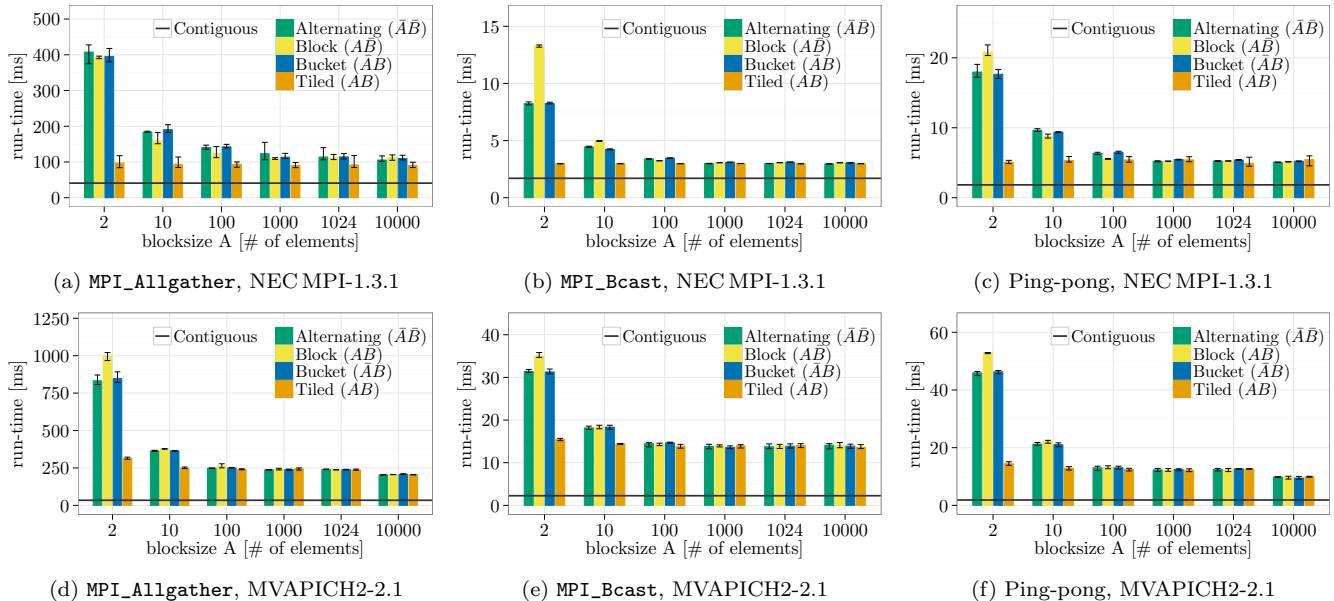 500
400
300
200
100
0
run-time [ms]
Contiguous
Alternating (ĀB̄)
Block (AB̄)
Bucket (ĀB)
Tiled (AB)
2 10 100 1000 1024 10000
blocksize A [# of elements]
(a) MPI_Allgather, NEC MPI-1.3.1
15
10
5
0
run-time [ms]
Contiguous
Alternating (ĀB̄)
Block (AB̄)
Bucket (ĀB)
Tiled (AB)
2 10 100 1000 1024 10000
blocksize A [# of elements]
(b) MPI_Bcast, NEC MPI-1.3.1
20
10
0
run-time [ms]
Contiguous
Alternating (ĀB̄)
Block (AB̄)
Bucket (ĀB)
Tiled (AB)
2 10 100 1000 1024 10000
blocksize A [# of elements]
(c) Ping-pong, NEC MPI-1.3.1
1250
1000
750
500
250
0
run-time [ms]
Contiguous
Alternating (ĀB̄)
Block (AB̄)
Bucket (ĀB)
Tiled (AB)
2 10 100 1000 1024 10000
blocksize A [# of elements]
(d) MPI_Allgather, MVAPICH2-2.1
40
30
20
10
0
run-time [ms]
Contiguous
Alternating (ĀB̄)
Block (AB̄)
Bucket (ĀB)
Tiled (AB)
2 10 100 1000 1024 10000
blocksize A [# of elements]
(e) MPI_Bcast, MVAPICH2-2.1
60
40
20
0
run-time [ms]
Contiguous
Alternating (ĀB̄)
Block (AB̄)
Bucket (ĀB)
Tiled (AB)
2 10 100 1000 1024 10000
blocksize A [# of elements]
(f) Ping-pong, MVAPICH2-2.1